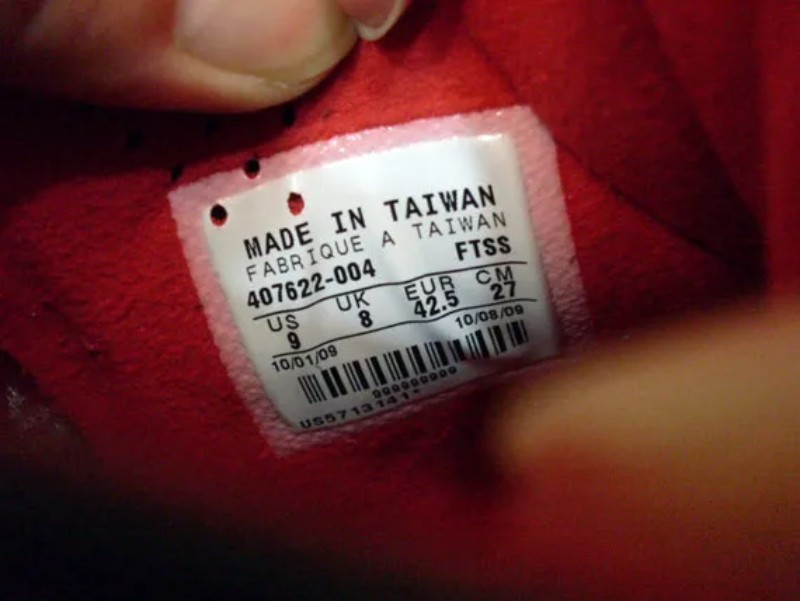 MADE IN TAIWAN
FABRIQUE A TAIWAN
407622-004 FTSS
US UK EUR CM
9 8 42.5 27
10/01/09 10/08/09
999999999
US5713141*